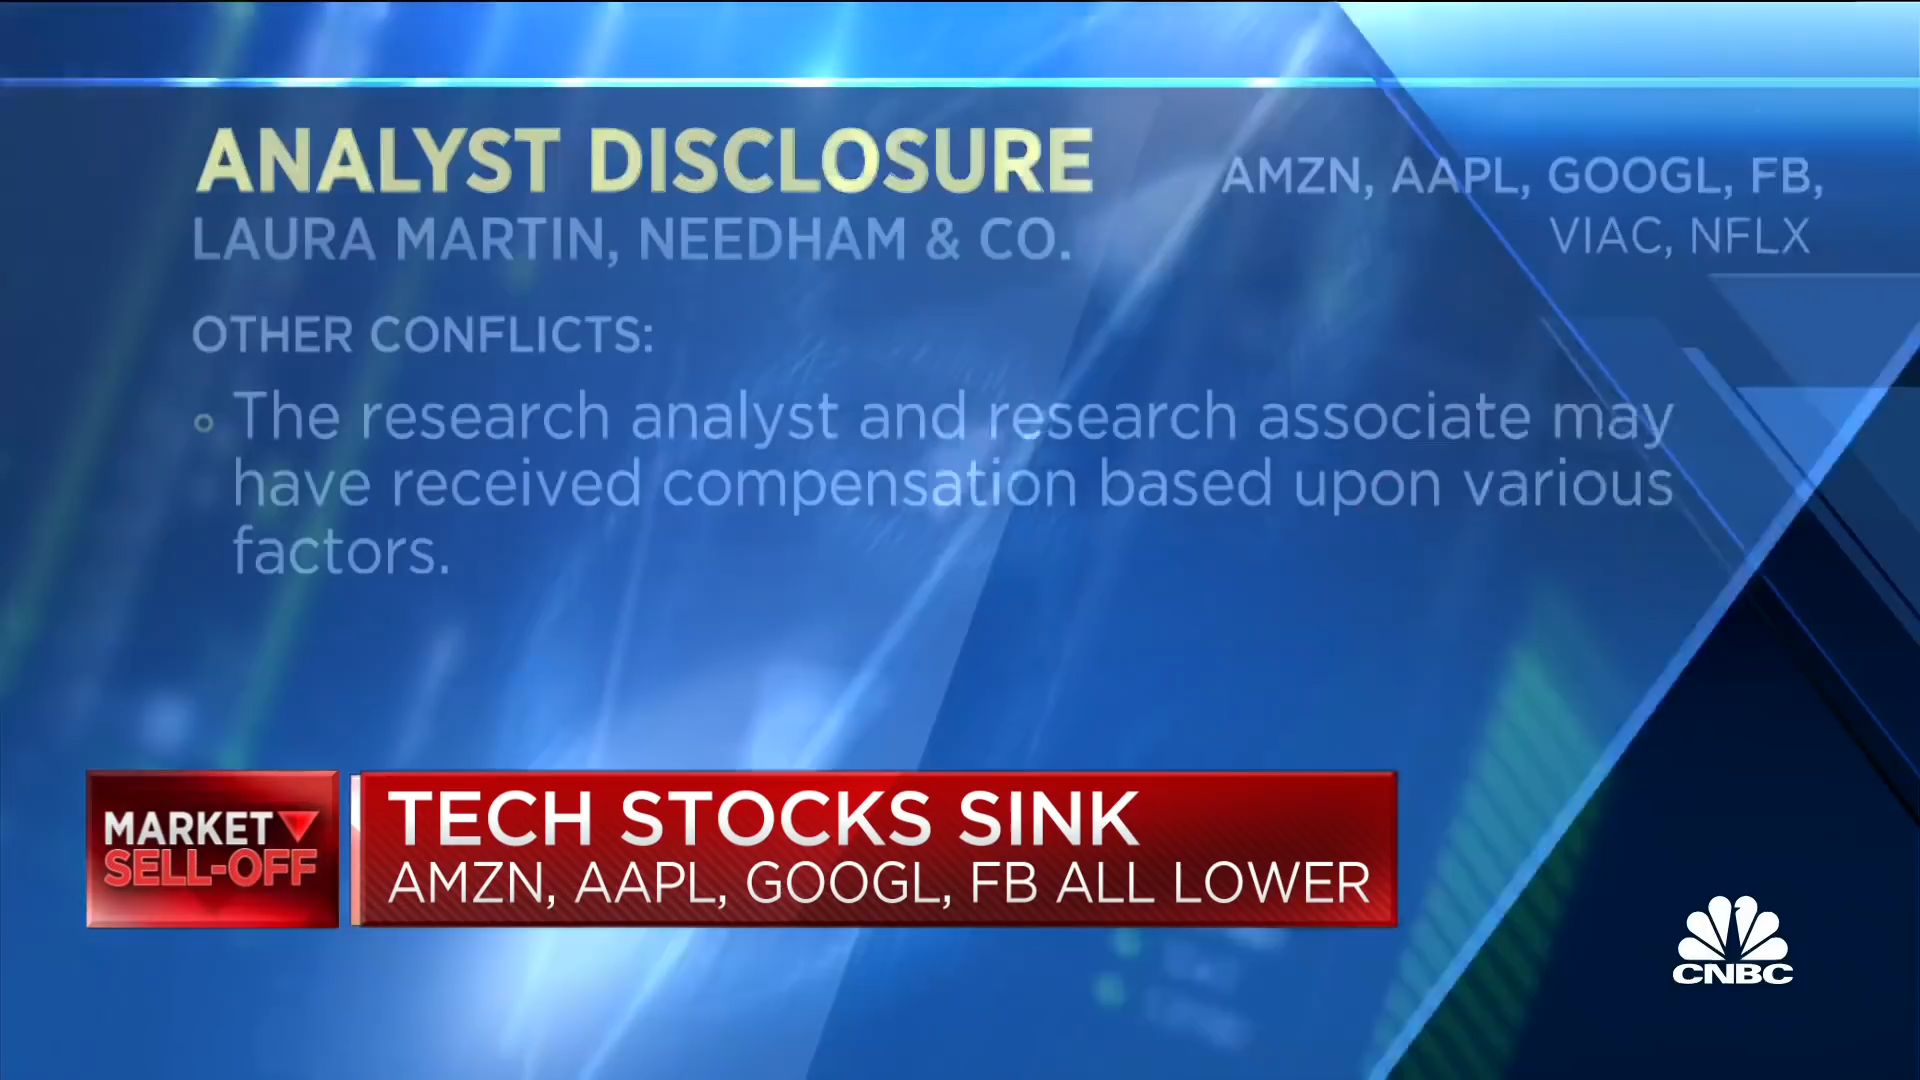 ANALYST DISCLOSURE
LAURA MARTIN, NEEDHAM & CO.
AMZN, AAPL, GOOGL, FB,
VIAC, NFLX
OTHER CONFLICTS:
The research analyst and research associate may
have received compensation based upon various
factors.
MARKET
SELL-OFF
TECH STOCKS SINK
AMZN, AAPL, GOOGL, FB ALL LOWER
CNBC